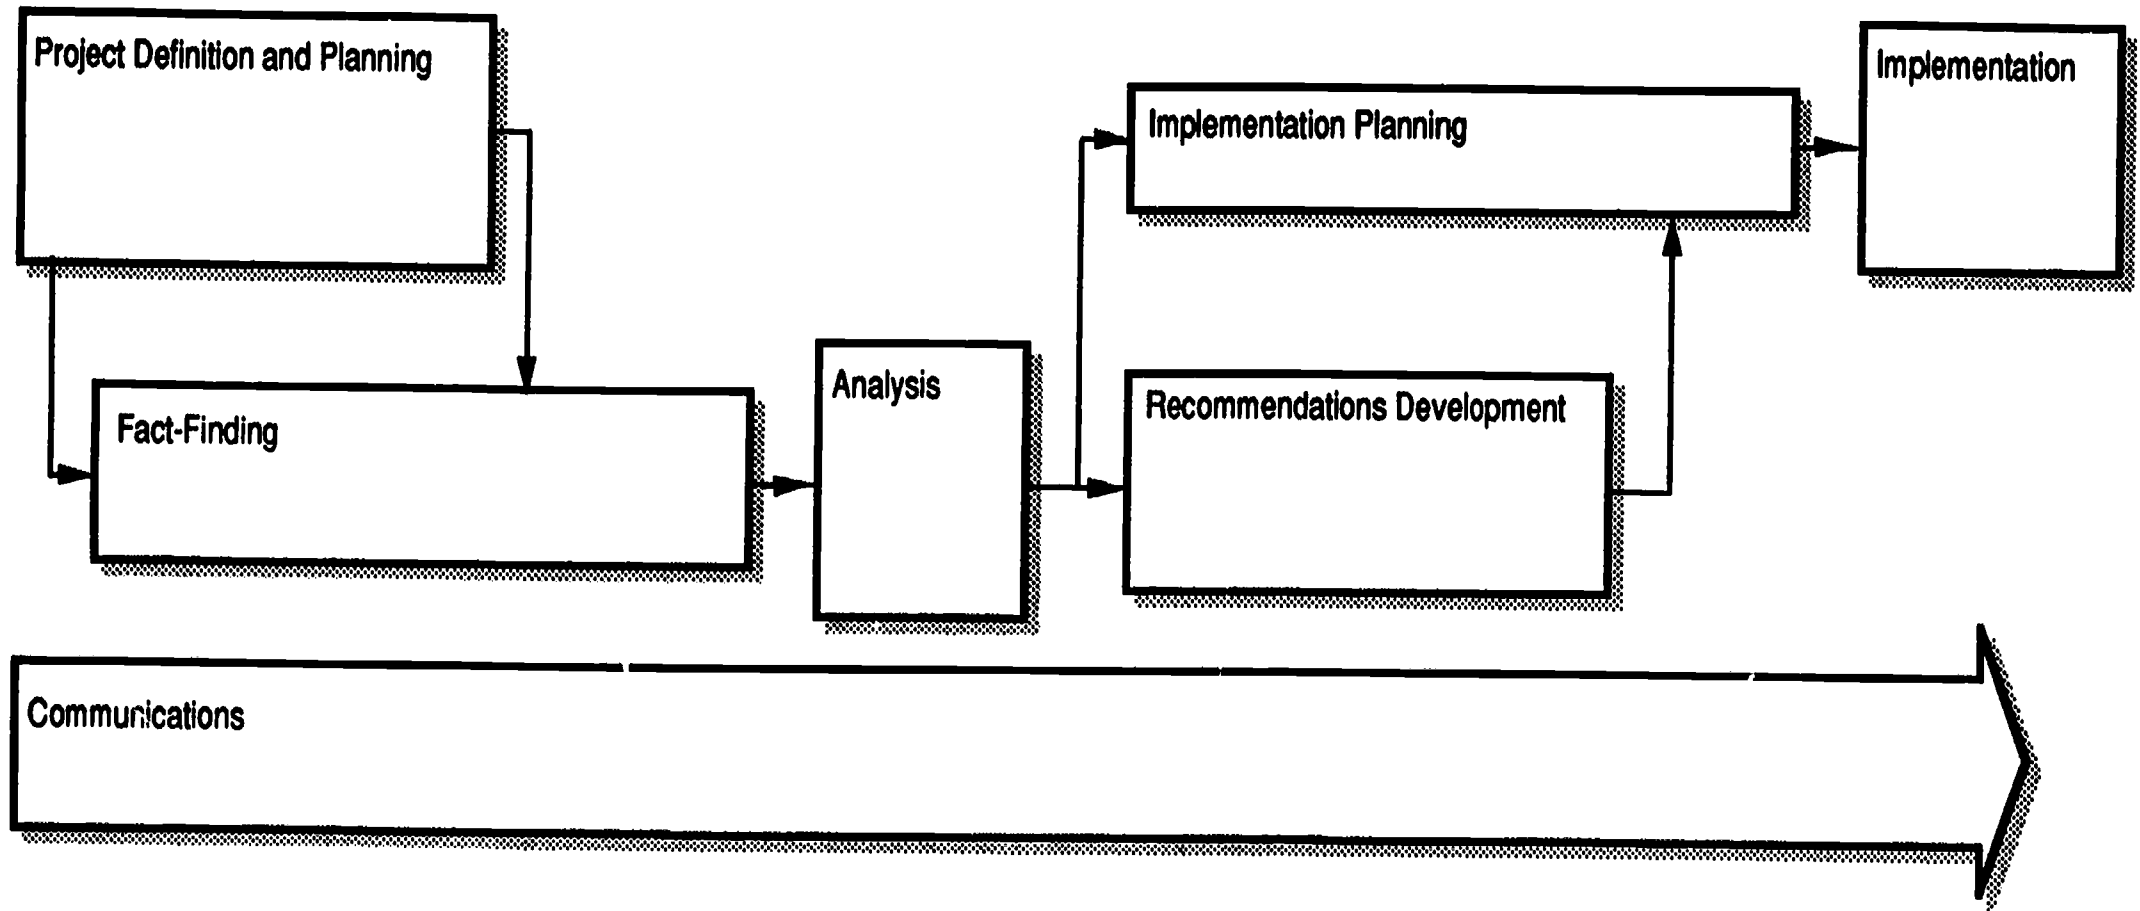 Project Definition and Planning
Implementation
Implementation Planning
Analysis
Recommendations Development
Fact-Finding
Communications